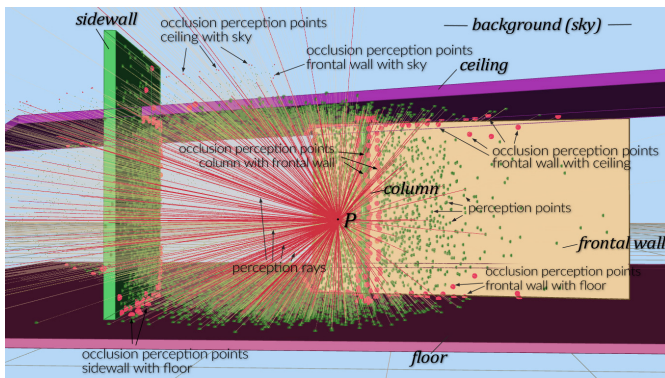 sidewall
occlusion perception points
ceiling with sky
background (sky)
occlusion perception points
frontal wall with sky
ceiling
occlusion perception points
column with frontal wall
occlusion perception points
frontal wall with ceiling
column
P
perception points
frontal wall
perception rays
occlusion perception points
frontal wall with floor
occlusion perception points
sidewall with floor
floor